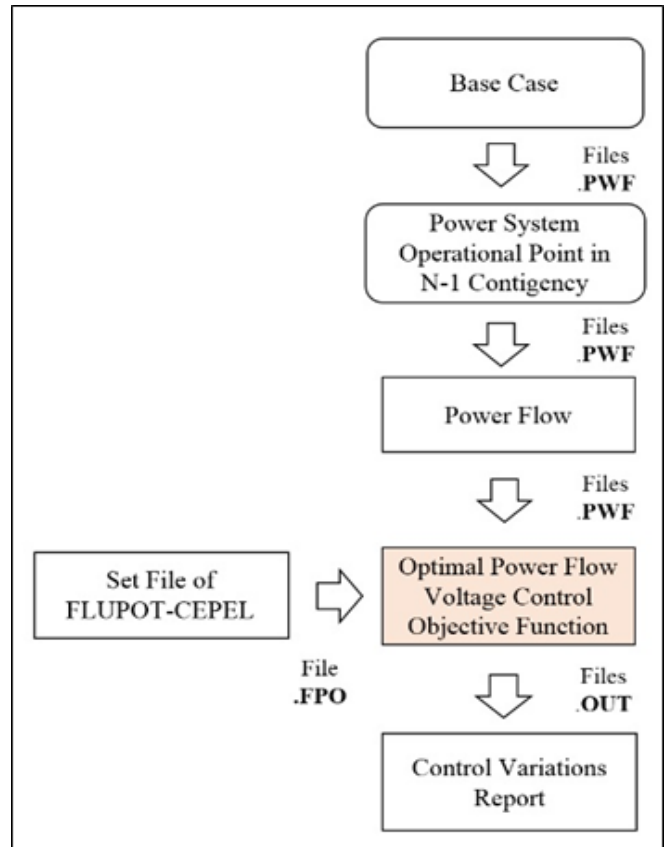 Base Case
Files
.PWF
Power System
Operational Point in
N-1 Contigency
Files
.PWF
Power Flow
Files
.PWF
Set File of
FLUPOT-CEPEL
File
.FPO
Optimal Power Flow
Voltage Control
Objective Function
Files
.OUT
Control Variations
Report